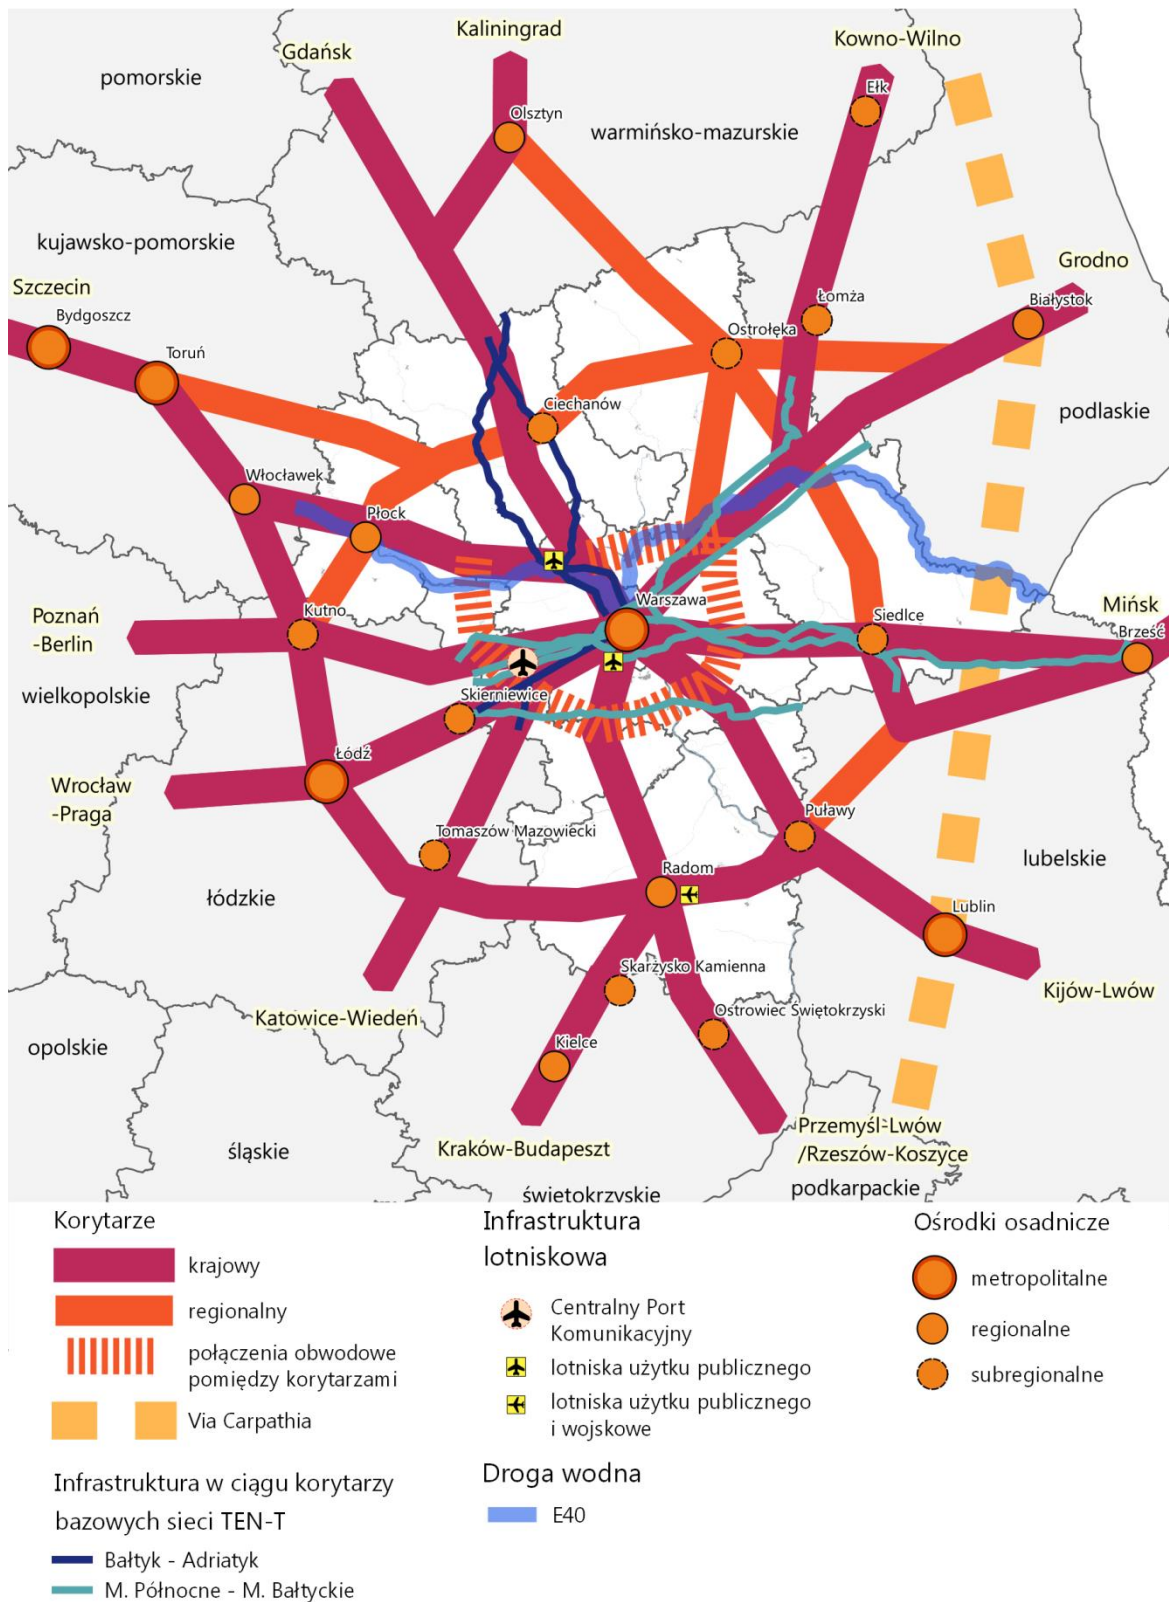 Kaliningrad
Kowno-Wilno
Gdańsk
pomorskie
Ełk
Olsztyn
warmińsko-mazurskie
kujawsko-pomorskie
Grodno
Szczecin
Łomża
Białystok
Bydgoszcz
Toruń
Ostrołęka
Ciechanów
podlaskie
Włocławek
Płock
Warszawa
Mińsk
Kutno
Siedlce
Poznań
-Berlin
Brześć
wielkopolskie
Skierniewice
Łódź
Wrocław
-Praga
Puławy
Tomaszów Mazowiecki
lubelskie
Radom
łódzkie
Lublin
Skarżysko Kamienna
Kijów-Lwów
Ostrowiec Świętokrzyski
Katowice-Wiedeń
opolskie
Kielce
Przemyśl-Lwów
/Rzeszów-Koszyce
śląskie
Kraków-Budapeszt
podkarpackie
świętokrzyskie
Korytarze
krajowy
regionalny
połączenia obwodowe
pomiędzy korytarzami
Via Carpathia
Infrastruktura w ciągu korytarzy
bazowych sieci TEN-T
Bałtyk - Adriatyk
M. Północne - M. Bałtyckie
Infrastruktura
lotniskowa
Centralny Port
Komunikacyjny
lotniska użytku publicznego
lotniska użytku publicznego
i wojskowe
Droga wodna
E40
Ośrodki osadnicze
metropolitalne
regionalne
subregionalne